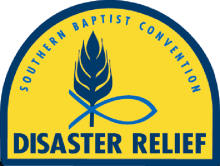 SOUTHERN BAPTIST CONVENTION
DISASTER RELIEF